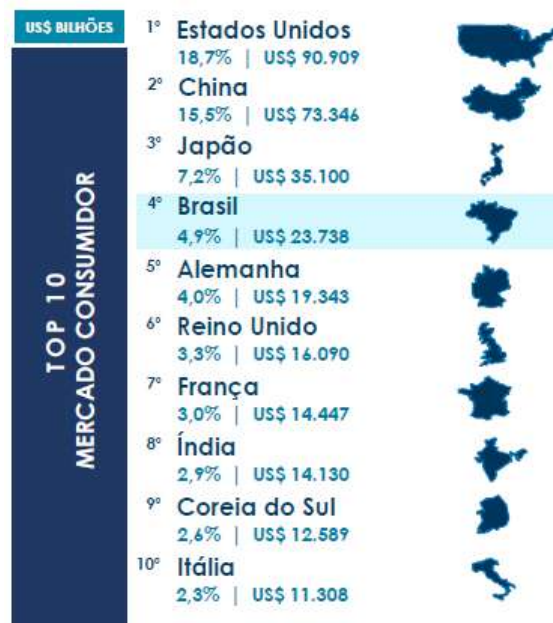 US$ BILHÕES
TOP 10
MERCADO CONSUMIDOR
1º Estados Unidos
18,7% | US$ 90.909
2º China
15,5% | US$ 73.346
3º Japão
7,2% | US$ 35.100
4º Brasil
4,9% | US$ 23.738
5º Alemanha
4,0% | US$ 19.343
6º Reino Unido
3,3% | US$ 16.090
7º França
3,0% | US$ 14.447
8º Índia
2,9% | US$ 14.130
9º Coreia do Sul
2,6% | US$ 12.589
10º Itália
2,3% | US$ 11.308